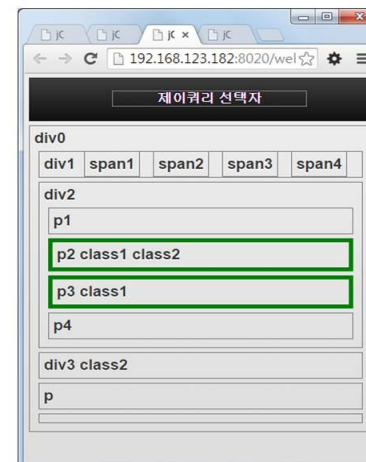 jC jC jC × jC
192.168.123.182:8020/wel
제이쿼리 선택자
div0
div1 span1 span2 span3 span4
div2
p1
p2 class1 class2
p3 class1
p4
div3 class2
p